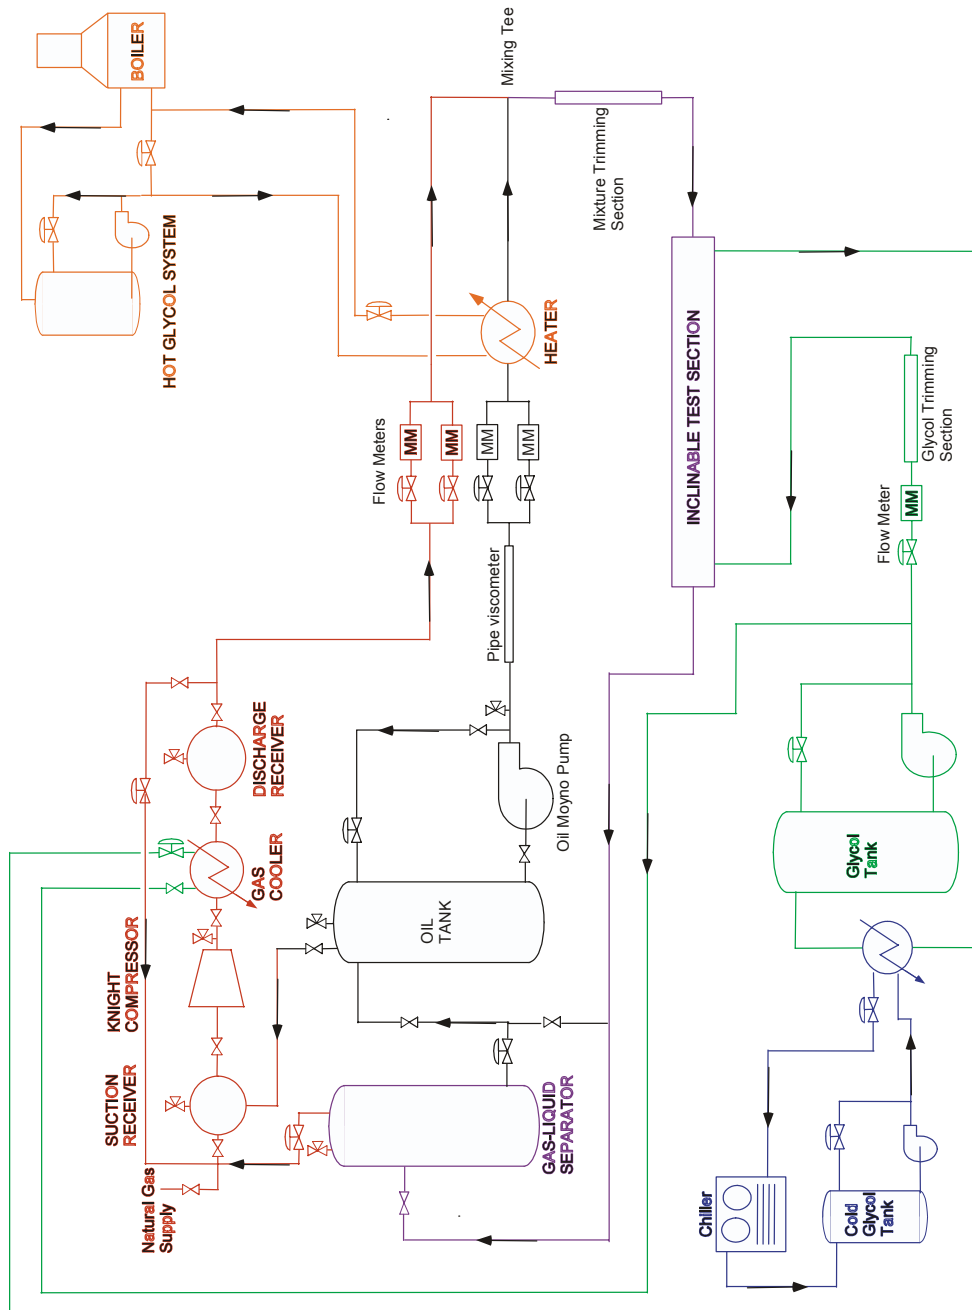 BOILER
HOT GLYCOL SYSTEM
Mixing Tee
Mixture Trimming
Section
HEATER
Flow Meters
MM
MM
MM
MM
INCLINABLE TEST SECTION
Glycol Trimming
Section
Flow Meter
MM
Pipe viscometer
DISCHARGE
RECEIVER
GAS
COOLER
Oil Moyno Pump
OIL
TANK
Glycol
Tank
KNIGHT
COMPRESSOR
SUCTION
RECEIVER
Natural Gas
Supply
GAS-LIQUID
SEPARATOR
Chiller
Cold
Glycol
Tank